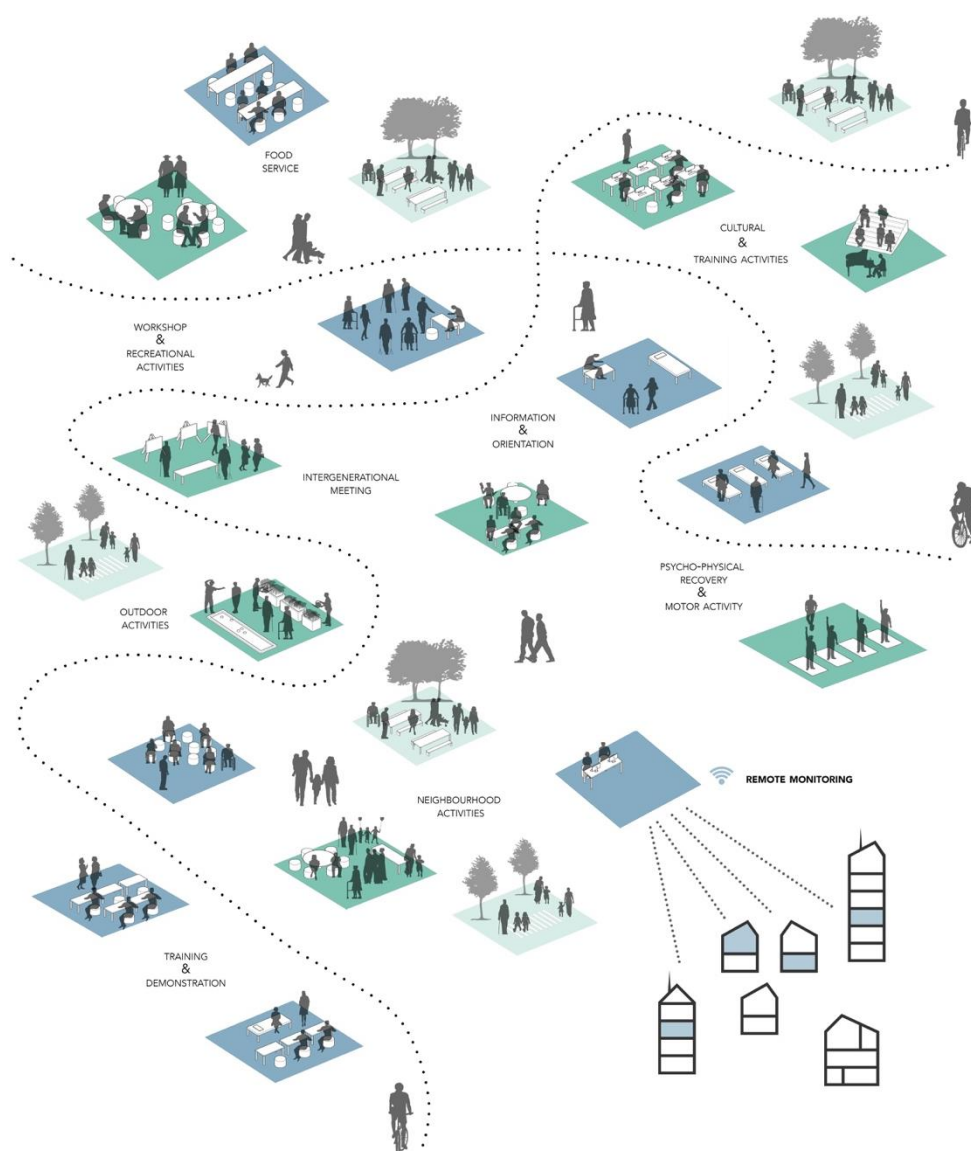 FOOD
SERVICE
CULTURAL
&
TRAINING ACTIVITIES
WORKSHOP
&
RECREATIONAL
ACTIVITIES
INFORMATION
&
ORIENTATION
INTERGENERATIONAL
MEETING
PSYCHO-PHYSICAL
RECOVERY
&
MOTOR ACTIVITY
OUTDOOR
ACTIVITIES
REMOTE MONITORING
NEIGHBOURHOOD
ACTIVITIES
TRAINING
&
DEMONSTRATION